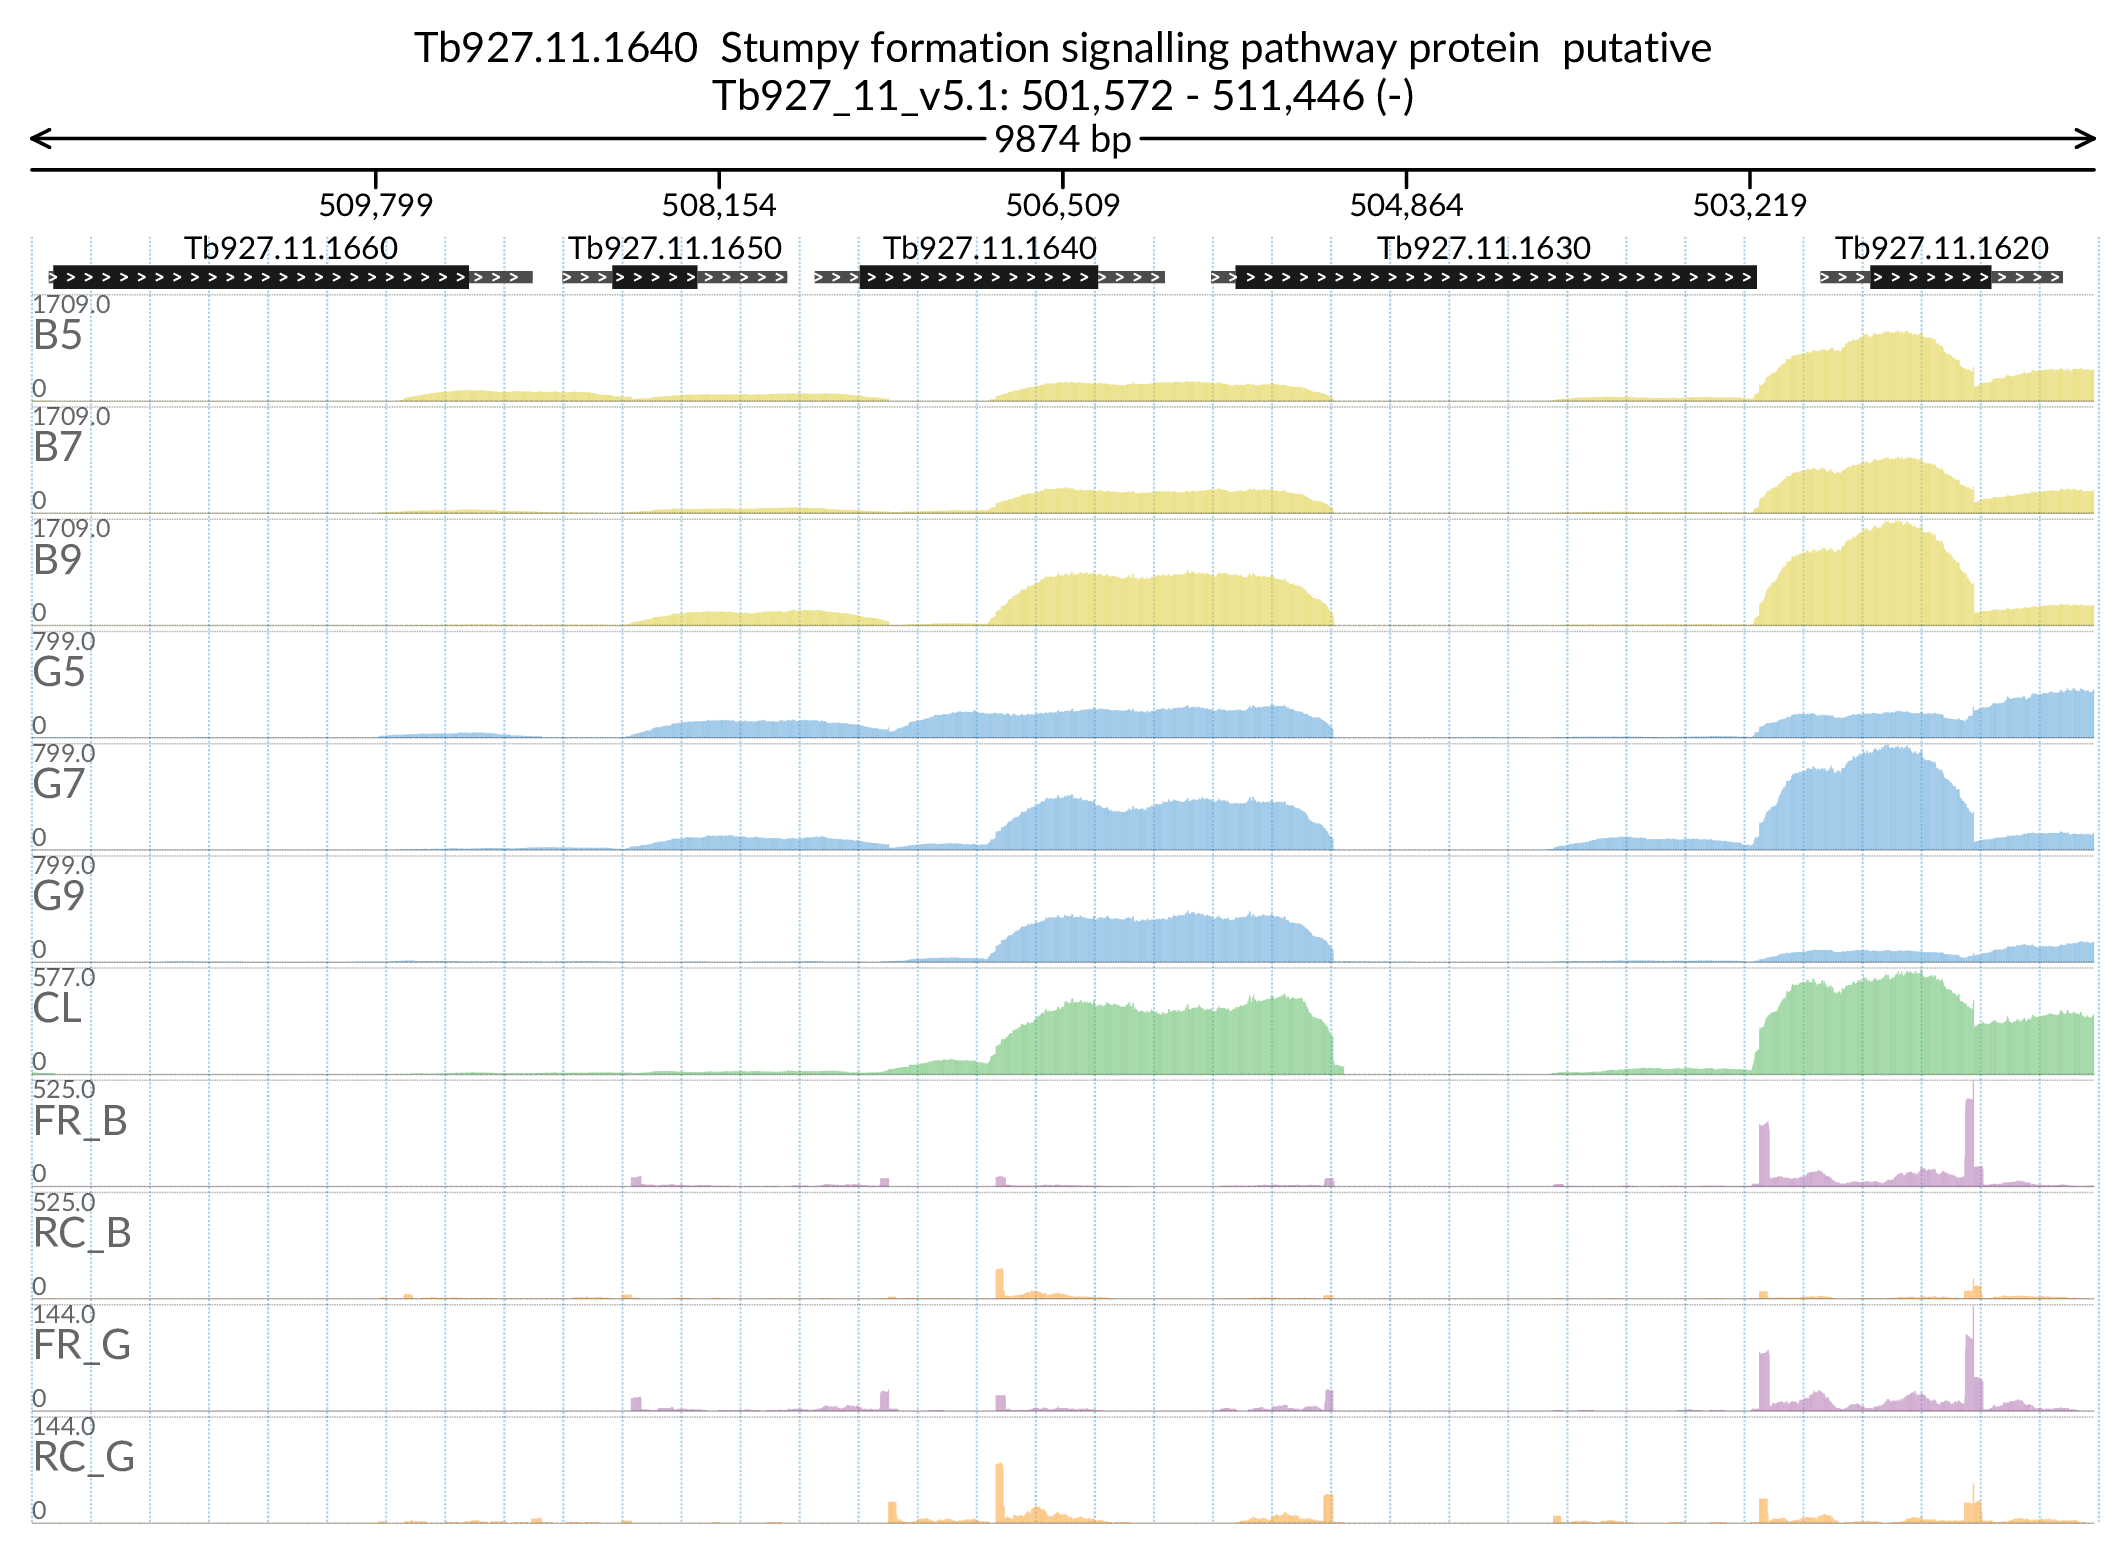 Tb927.11.1640  Stumpy formation signalling pathway protein  putative
Tb927_11_v5.1: 501,572 - 511,446 (-)
9874 bp
509,799 508,154 506,509 504,864 503,219
Tb927.11.1660 Tb927.11.1650 Tb927.11.1640 Tb927.11.1630 Tb927.11.1620
1709.0
B5
0
1709.0
B7
0
1709.0
B9
0
799.0
G5
0
799.0
G7
0
799.0
G9
0
577.0
CL
0
525.0
FR_B
0
525.0
RC_B
0
144.0
FR_G
0
144.0
RC_G
0